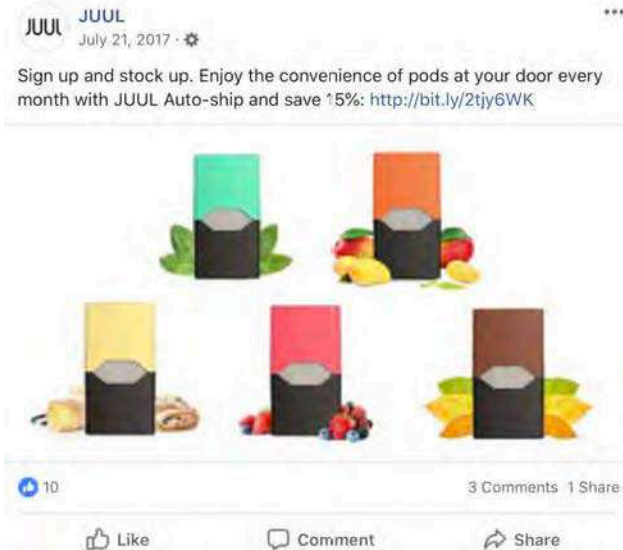 JUUL
JUUL
July 21, 2017 ·
Sign up and stock up. Enjoy the convenience of pods at your door every
month with JUUL Auto-ship and save 15%: http://bit.ly/2tjy6WK
10
3 Comments 1 Share
Like Comment Share